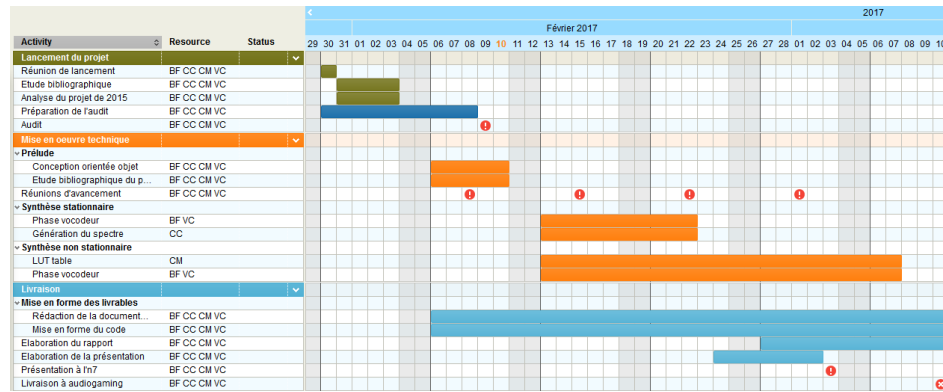 2017
Février 2017
Activity Resource Status 29 30 31 01 02 03 04 05 06 07 08 09 10 11 12 13 14 15 16 17 18 19 20 21 22 23 24 25 26 27 28 01 02 03 04 05 06 07 08 09 10
Lancement du projet
Réunion de lancement BF CC CM VC
Etude bibliographique BF CC CM VC
Analyse du projet de 2015 BF CC CM VC
Préparation de l'audit BF CC CM VC
Audit BF CC CM VC
Mise en oeuvre technique
Prélude
Conception orientée objet BF CC CM VC
Etude bibliographique du p... BF CC CM VC
Réunions d'avancement BF CC CM VC
Synthèse stationnaire
Phase vocodeur BF VC
Génération du spectre CC
Synthèse non stationnaire
LUT table CM
Phase vocodeur BF VC
Livraison
Mise en forme des livrables
Rédaction de la document... BF CC CM VC
Mise en forme du code BF CC CM VC
Elaboration du rapport BF CC CM VC
Elaboration de la présentation BF CC CM VC
Présentation à l'n7 BF CC CM VC
Livaison à audiogaming BF CC CM VC